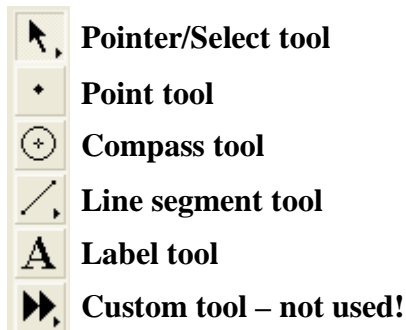 Pointer/Select tool
Point tool
Compass tool
Line segment tool
A Label tool
Custom tool – not used!